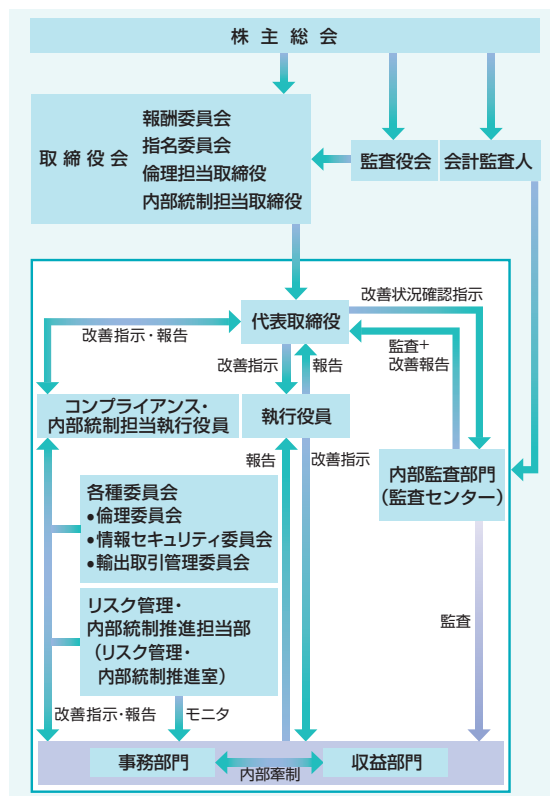 株主総会
取締役会
報酬委員会
指名委員会
倫理担当取締役
内部統制担当取締役
監査役会
会計監査人
代表取締役
改善状況確認指示
改善指示・報告
監査+
改善報告
改善指示
報告
コンプライアンス・
内部統制担当執行役員
執行役員
報告
改善指示
内部監査部門
(監査センター)
各種委員会
●倫理委員会
●情報セキュリティ委員会
●輸出取引管理委員会
リスク管理・
内部統制推進担当部
(リスク管理・
内部統制推進室)
監査
改善指示・報告
モニタ
事務部門
内部牽制
収益部門